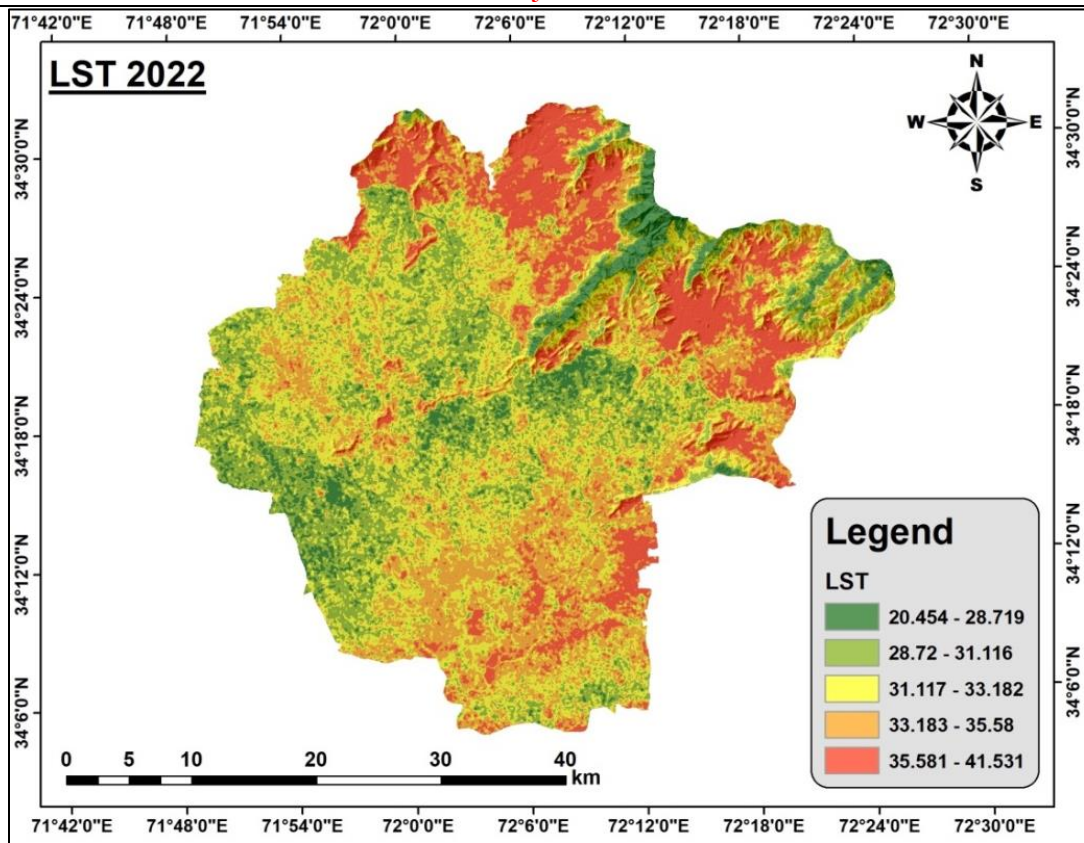 71°42'0"E 71°48'0"E 71°54'0"E 72°0'0"E 72°6'0"E 72°12'0"E 72°18'0"E 72°24'0"E 72°30'0"E
LST 2022
N
W E
S
34°30'0"N
34°24'0"N
34°18'0"N
34°12'0"N
34°6'0"N
34°30'0"N
34°24'0"N
34°18'0"N
34°12'0"N
34°6'0"N
Legend
LST
20.454 - 28.719
28.72 - 31.116
31.117 - 33.182
33.183 - 35.58
35.581 - 41.531
0 5 10 20 30 40
km
71°42'0"E 71°48'0"E 71°54'0"E 72°0'0"E 72°6'0"E 72°12'0"E 72°18'0"E 72°24'0"E 72°30'0"E